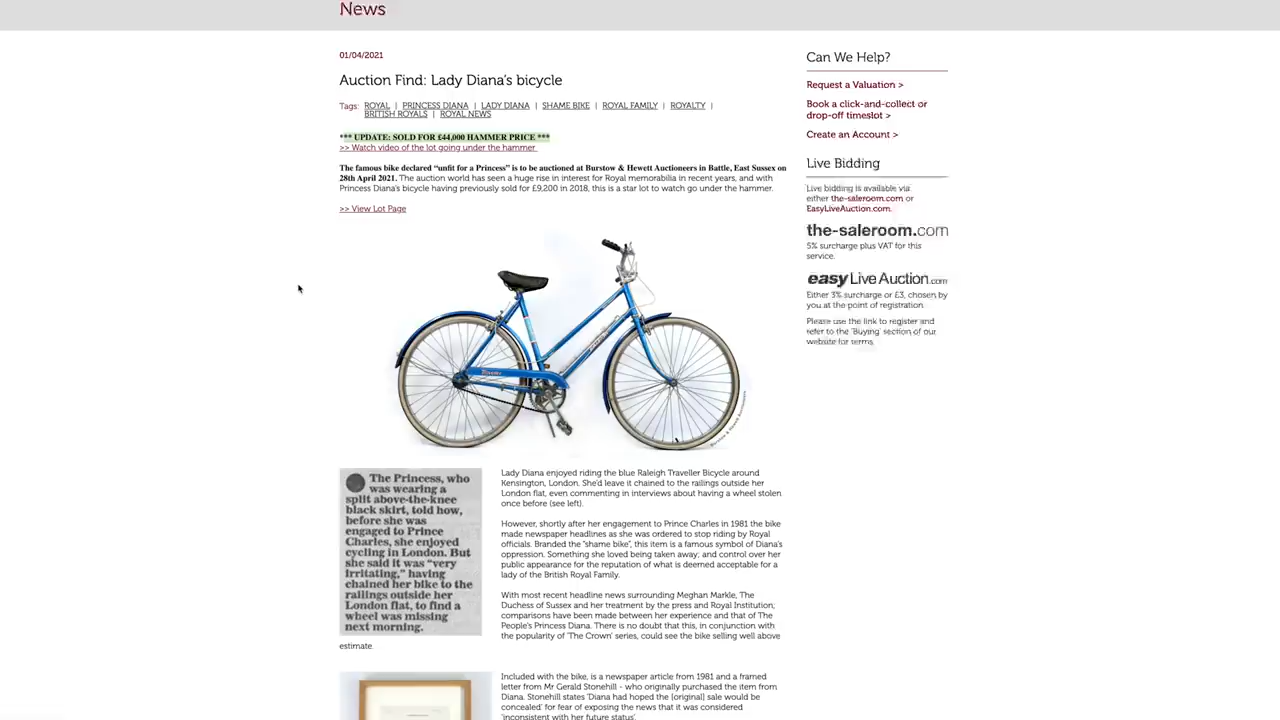 News
01/04/2021
Auction Find: Lady Diana's bicycle
Tags: ROYAL | PRINCESS DIANA | LADY DIANA | SHAME BIKE | ROYAL FAMILY | ROYALTY |
BRITISH ROYALS | ROYAL NEWS
*** UPDATE: SOLD FOR £44,000 HAMMER PRICE ***
>> Watch video of the lot going under the hammer
The famous bike declared “unfit for a Princess” is to be auctioned at Burstow & Hewett Auctioneers in Battle, East Sussex on
28th April 2021. The auction world has seen a huge rise in interest for Royal memorabilia in recent years, and with
Princess Diana's bicycle having previously sold for £9,200 in 2018, this is a star lot to watch go under the hammer.
>> View Lot Page
Burstow & Hewett Auctioneers
The Princess, who
was wearing a
split above-the-knee
black skirt, told how,
before she was
engaged to Prince
Charles, she enjoyed
cycling in London. But
she said it was “very
irritating,” having
chained her bike to the
railings outside her
London flat, to find a
wheel was missing
next morning.
Lady Diana enjoyed riding the blue Raleigh Traveller Bicycle around
Kensington, London. She'd leave it chained to the railings outside her
London flat, even commenting in interviews about having a wheel stolen
once before (see left).
However, shortly after her engagement to Prince Charles in 1981 the bike
made newspaper headlines as she was ordered to stop riding by Royal
officials. Branded the "shame bike", this item is a famous symbol of Diana's
oppression. Something she loved being taken away; and control over her
public appearance for the reputation of what is deemed acceptable for a
lady of the British Royal Family.
With most recent headline news surrounding Meghan Markle, The
Duchess of Sussex and her treatment by the press and Royal Institution;
comparisons have been made between her experience and that of The
People's Princess Diana. There is no doubt that this, in conjunction with
the popularity of 'The Crown' series, could see the bike selling well above
estimate.
Included with the bike, is a newspaper article from 1981 and a framed
letter from Mr Gerald Stonehill - who originally purchased the item from
Diana. Stonehill states 'Diana had hoped the [original] sale would be
concealed' for fear of exposing the news that it was considered
'inconsistent with her future status'.
Can We Help?
Request a Valuation >
Book a click-and-collect or
drop-off timeslot >
Create an Account >
Live Bidding
Live bidding is available via
either the-saleroom.com or
EasyLiveAuction.com.
the-saleroom.com
5% surcharge plus VAT for this
service.
easy Live Auction.com
Either 3% surcharge or £3, chosen by
you at the point of registration.
Please use the link to register and
refer to the 'Buying' section of our
website for terms.